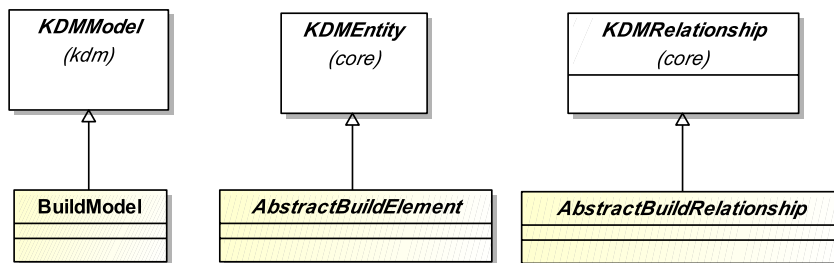 KDMModel
(kdm)
KDMEntity
(core)
KDMRelationship
(core)
BuildModel
AbstractBuildElement
AbstractBuildRelationship